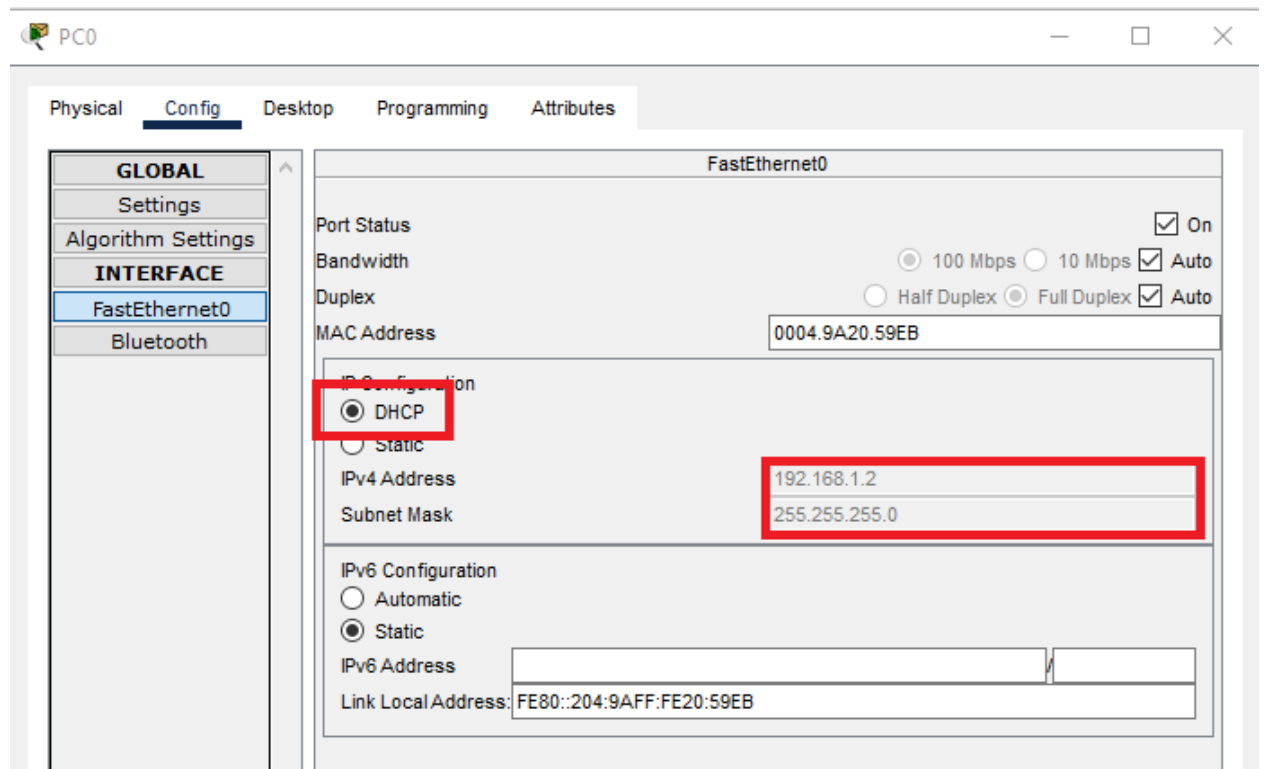 PC0
Physical Config Desktop Programming Attributes
GLOBAL
Settings
Algorithm Settings
INTERFACE
FastEthernet0
Bluetooth
FastEthernet0
Port Status On
Bandwidth 100 Mbps 10 Mbps Auto
Duplex Half Duplex Full Duplex Auto
MAC Address 0004.9A20.59EB
IP Configuration
DHCP
Static
IPv4 Address 192.168.1.2
Subnet Mask 255.255.255.0
IPv6 Configuration
Automatic
Static
IPv6 Address /
Link Local Address: FE80::204:9AFF:FE20:59EB